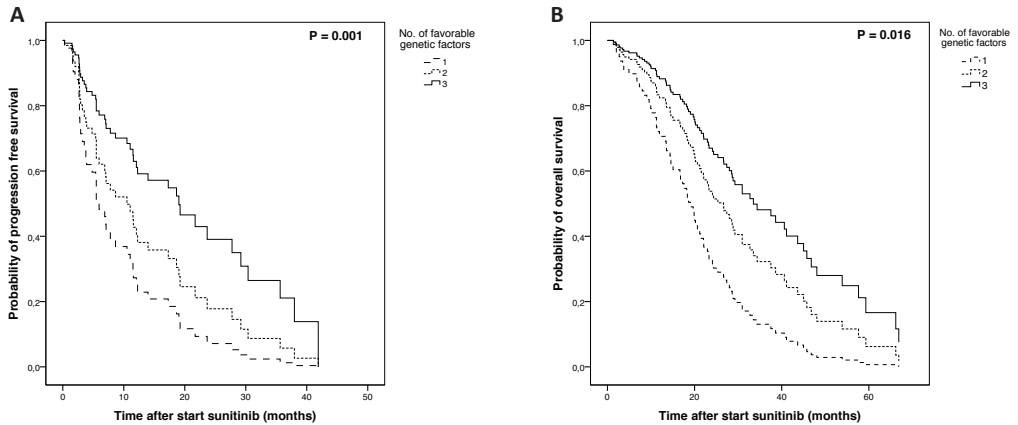 A
P = 0.001
No. of favorable
genetic factors
1
2
3
1,0
0,8
0,6
0,4
0,2
0,0
Probability of progression free survival
0
10
20
30
40
50
Time after start sunitinib (months)
B
P = 0.016
No. of favorable
genetic factors
1
2
3
1,0
0,8
0,6
0,4
0,2
0,0
Probability of overall survival
0
20
40
60
Time after start sunitinib (months)